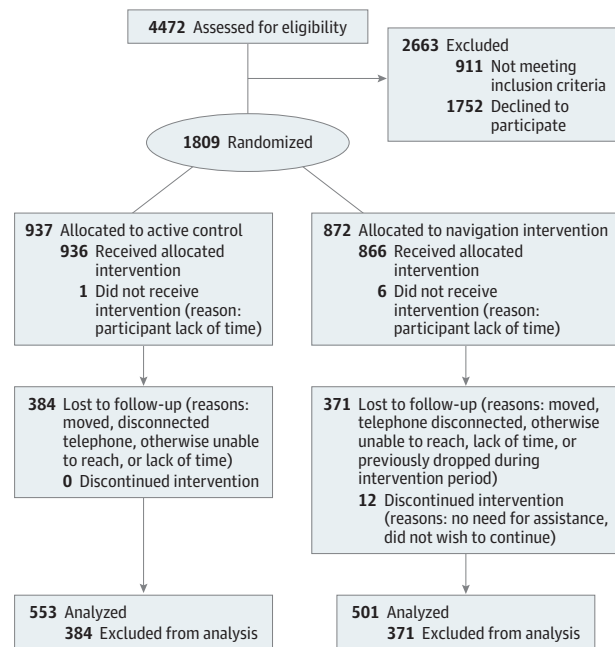 4472 Assessed for eligibility
2663 Excluded
911 Not meeting
inclusion criteria
1752 Declined to
participate
1809 Randomized
937 Allocated to active control
936 Received allocated
intervention
1 Did not receive
intervention (reason:
participant lack of time)
872 Allocated to navigation intervention
866 Received allocated
intervention
6 Did not receive
intervention (reason:
participant lack of time)
384 Lost to follow-up (reasons:
moved, disconnected
telephone, otherwise unable
to reach, or lack of time)
0 Discontinued intervention
371 Lost to follow-up (reasons: moved,
telephone disconnected, otherwise
unable to reach, lack of time, or
previously dropped during
intervention period)
12 Discontinued intervention
(reasons: no need for assistance,
did not wish to continue)
553 Analyzed
384 Excluded from analysis
501 Analyzed
371 Excluded from analysis